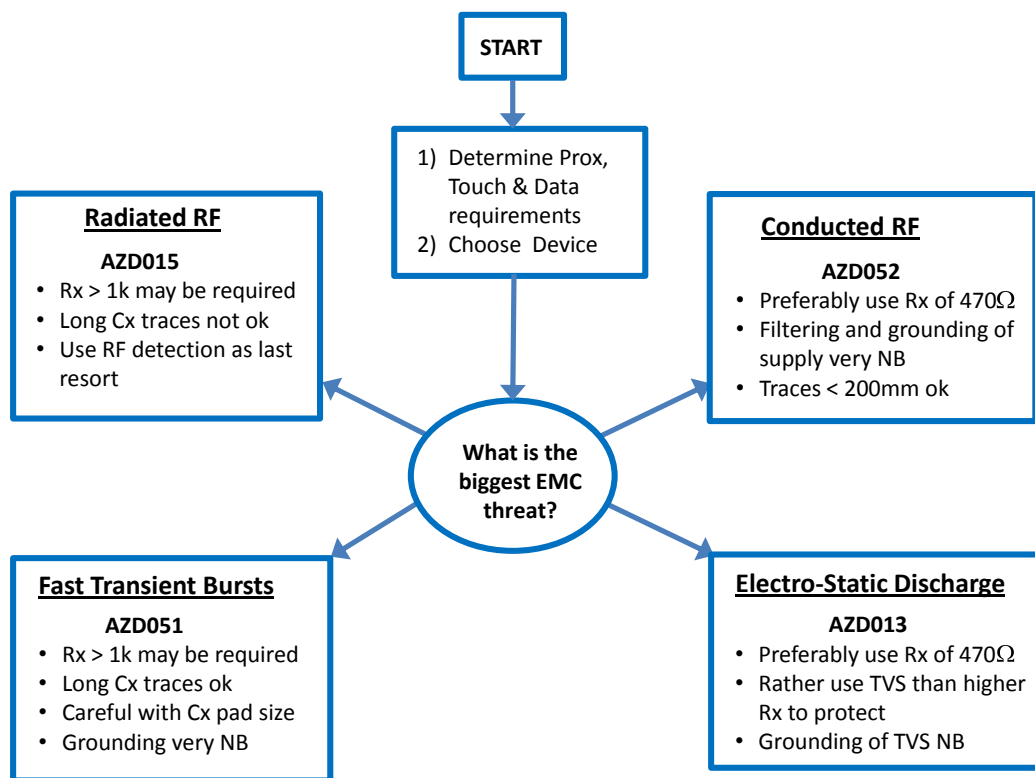 START
1) Determine Prox,
Touch & Data
requirements
2) Choose Device
Radiated RF
AZD015
• Rx > 1k may be required
• Long Cx traces not ok
• Use RF detection as last
resort
Conducted RF
AZD052
• Preferably use Rx of 470Ω
• Filtering and grounding of
supply very NB
• Traces < 200mm ok
What is the
biggest EMC
threat?
Fast Transient Bursts
AZD051
• Rx > 1k may be required
• Long Cx traces ok
• Careful with Cx pad size
• Grounding very NB
Electro-Static Discharge
AZD013
• Preferably use Rx of 470Ω
• Rather use TVS than higher
Rx to protect
• Grounding of TVS NB